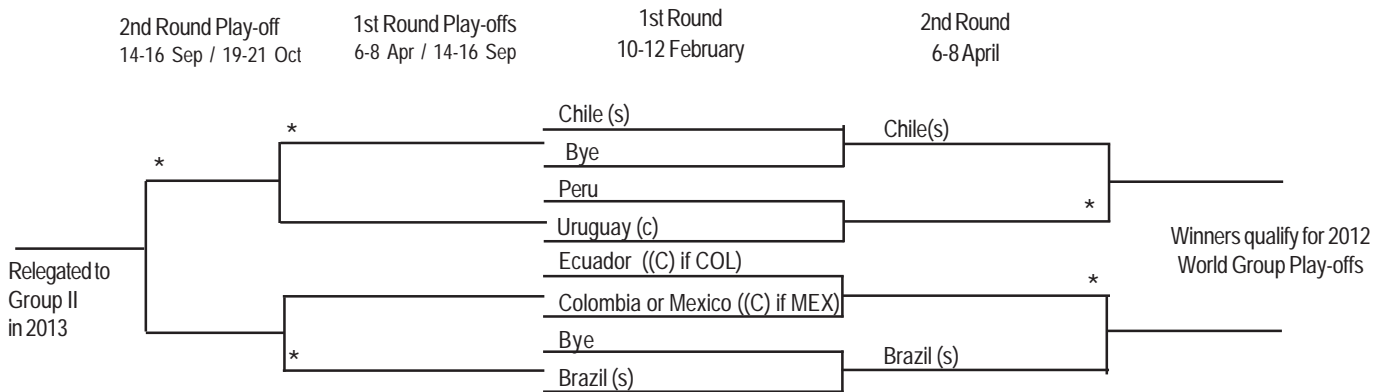 2nd Round Play-off
14-16 Sep / 19-21 Oct
1st Round Play-offs
6-8 Apr / 14-16 Sep
1st Round
10-12 February
2nd Round
6-8 April
Chile (s)
Bye
Peru
Uruguay (c)
Ecuador ((C) if COL)
Colombia or Mexico ((C) if MEX)
Bye
Brazil (s)
Chile(s)
*
*
Brazil (s)
*
*
*
*
Relegated to
Group II
in 2013
Winners qualify for 2012
World Group Play-offs